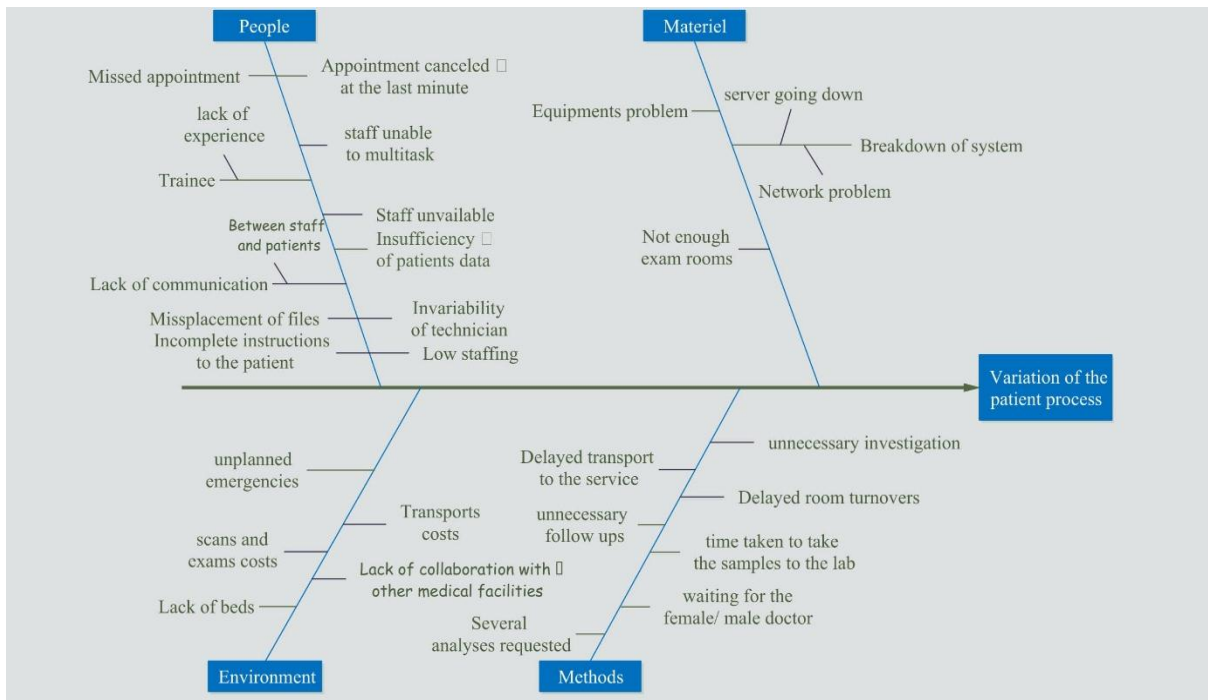 People
Materiel
Missed appointment
Appointment canceled □
at the last minute
lack of
experience
staff unable
to multitask
Trainee
Between staff
and patients
Staff unvailable
Insufficiency □
of patients data
Lack of communication
Missplacement of files
Invariability
of technician
Incomplete instructions
to the patient
Low staffing
Equipments problem
server going down
Breakdown of system
Network problem
Not enough
exam rooms
Variation of the
patient process
unplanned
emergencies
Transports
costs
scans and
exams costs
Lack of collaboration with □
other medical facilities
Lack of beds
Environment
unnecessary investigation
Delayed transport
to the service
Delayed room turnovers
unnecessary
follow ups
time taken to take
the samples to the lab
waiting for the
female/ male doctor
Several
analyses requested
Methods